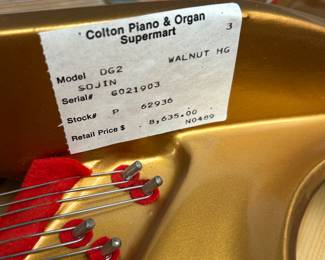 Colton Piano & Organ 3
Supermart
Model DG2 WALNUT HG
SOJIN
Serial# G021903
Stock# P 62936
Retail Price $ 8,635.00
N0489